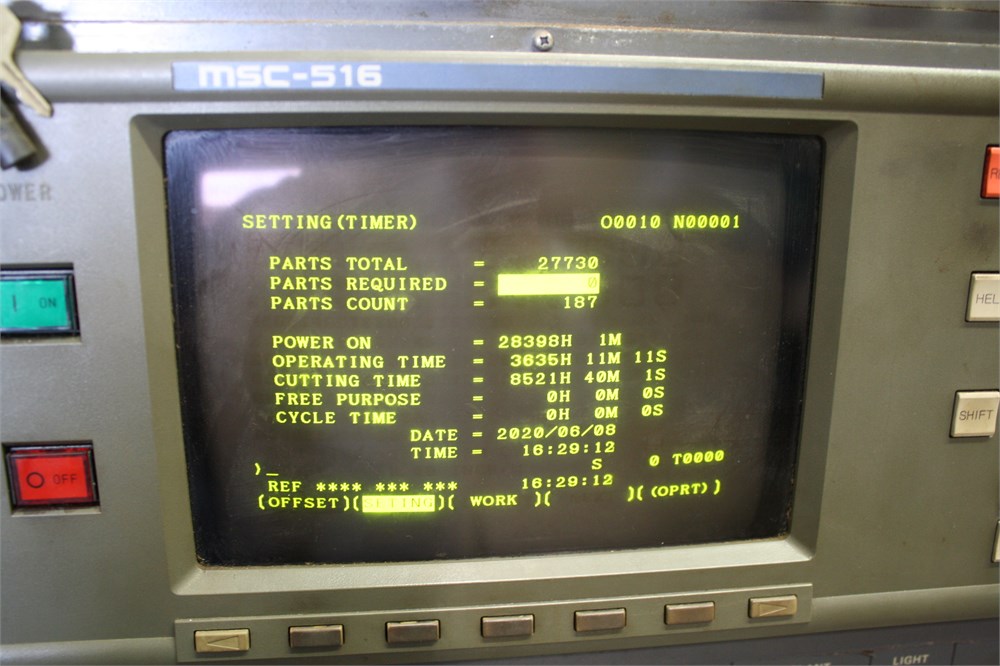 MSC-516
OWER
SETTING(TIMER) O0010 N00001
PARTS TOTAL = 27730
PARTS REQUIRED = 0
PARTS COUNT = 187
POWER ON = 28398H 1M
OPERATING TIME = 3635H 11M 11S
CUTTING TIME = 8521H 40M 1S
FREE PURPOSE = 0H 0M 0S
CYCLE TIME = 0H 0M 0S
DATE = 2020/06/08
TIME = 16:29:12
)_ S 0 T0000
REF **** *** *** 16:29:12
(OFFSET)(SETTING)( WORK )( )( (OPRT) )
| ON
O OFF
HEL
SHIFT
LIGHT